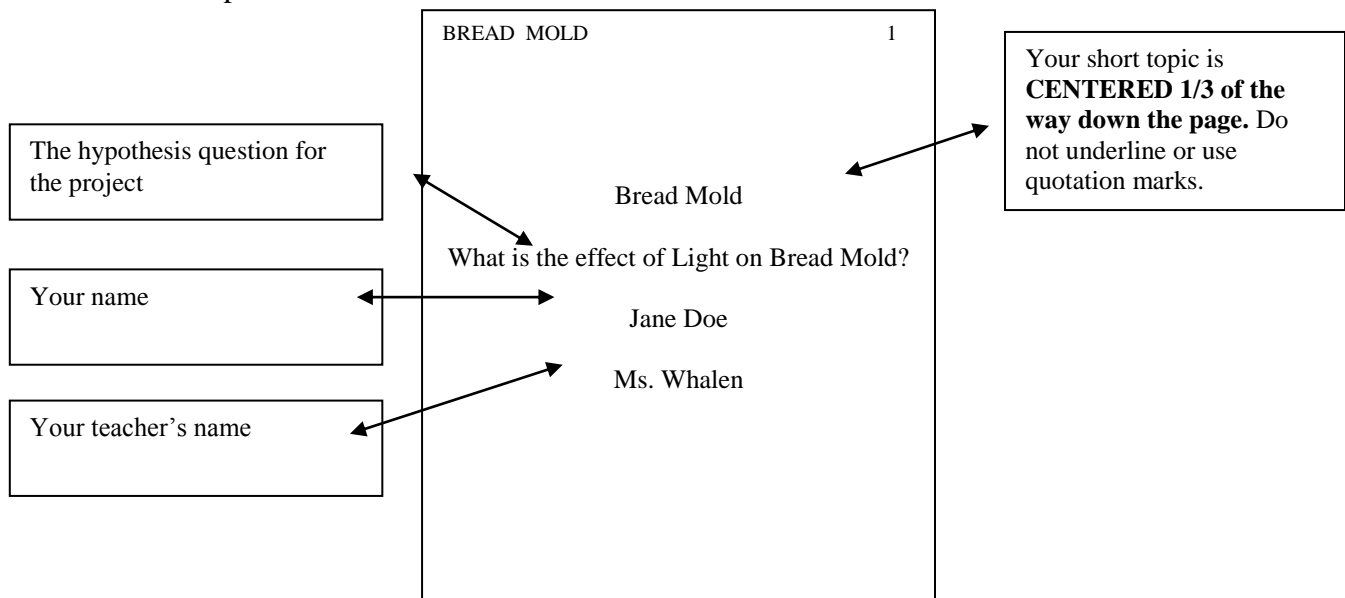 BREAD MOLD 1
Your short topic is
CENTERED 1/3 of the
way down the page. Do
not underline or use
quotation marks.
The hypothesis question for
the project
Bread Mold
What is the effect of Light on Bread Mold?
Your name
Jane Doe
Ms. Whalen
Your teacher’s name